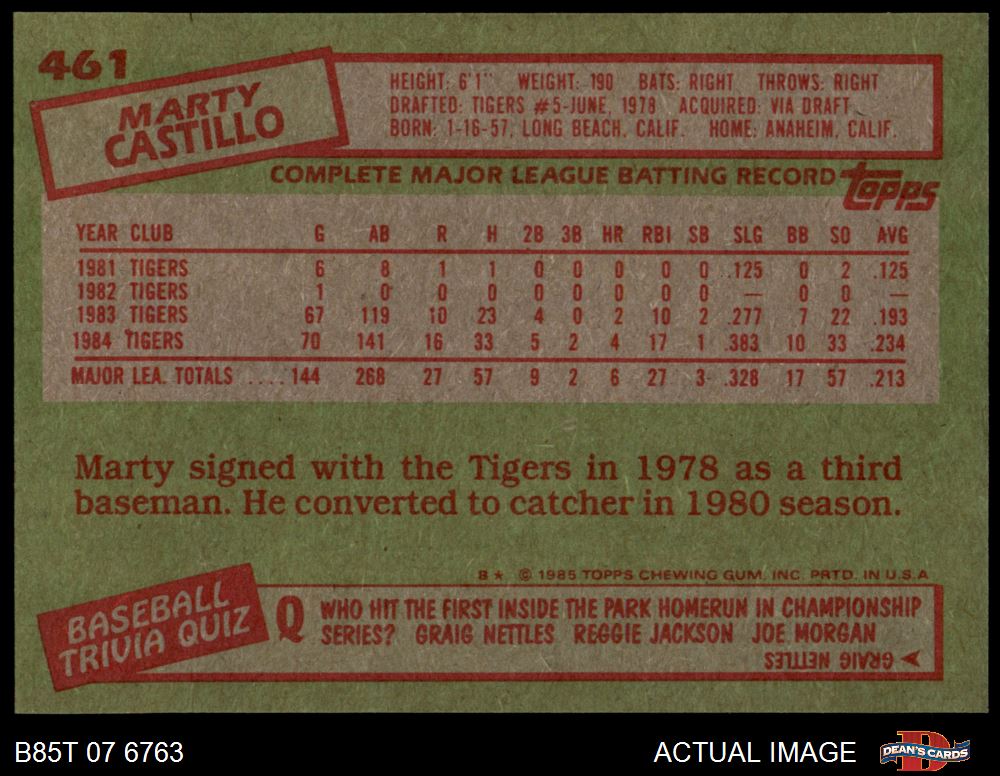 461
MARTY
CASTILLO
HEIGHT: 6'1" WEIGHT: 190 BATS: RIGHT THROWS: RIGHT
DRAFTED: TIGERS #5-JUNE, 1978 ACQUIRED: VIA DRAFT
BORN: 1-16-57, LONG BEACH, CALIF. HOME: ANAHEIM, CALIF.
COMPLETE MAJOR LEAGUE BATTING RECORD topps
YEAR CLUB G AB R H 2B 3B HR RBI SB SLG BB SO AVG
1981 TIGERS 6 8 1 1 0 0 0 0 0 .125 0 2 .125
1982 TIGERS 1 0 0 0 0 0 0 0 0 — 0 0 —
1983 TIGERS 67 119 10 23 4 0 2 10 2 .277 7 22 .193
1984 TIGERS 70 141 16 33 5 2 4 17 1 .383 10 33 .234
MAJOR LEA. TOTALS .... 144 268 27 57 9 2 6 27 3 .328 17 57 .213
Marty signed with the Tigers in 1978 as a third
baseman. He converted to catcher in 1980 season.
B* © 1985 TOPPS CHEWING GUM, INC. PRTD. IN U.S.A
BASEBALL
TRIVIA QUIZ
Q WHO HIT THE FIRST INSIDE THE PARK HOMERUN IN CHAMPIONSHIP
SERIES? GRAIG NETTLES REGGIE JACKSON JOE MORGAN
GRAIG NETTLES
B85T 07 6763
ACTUAL IMAGE
DEAN'S CARDS